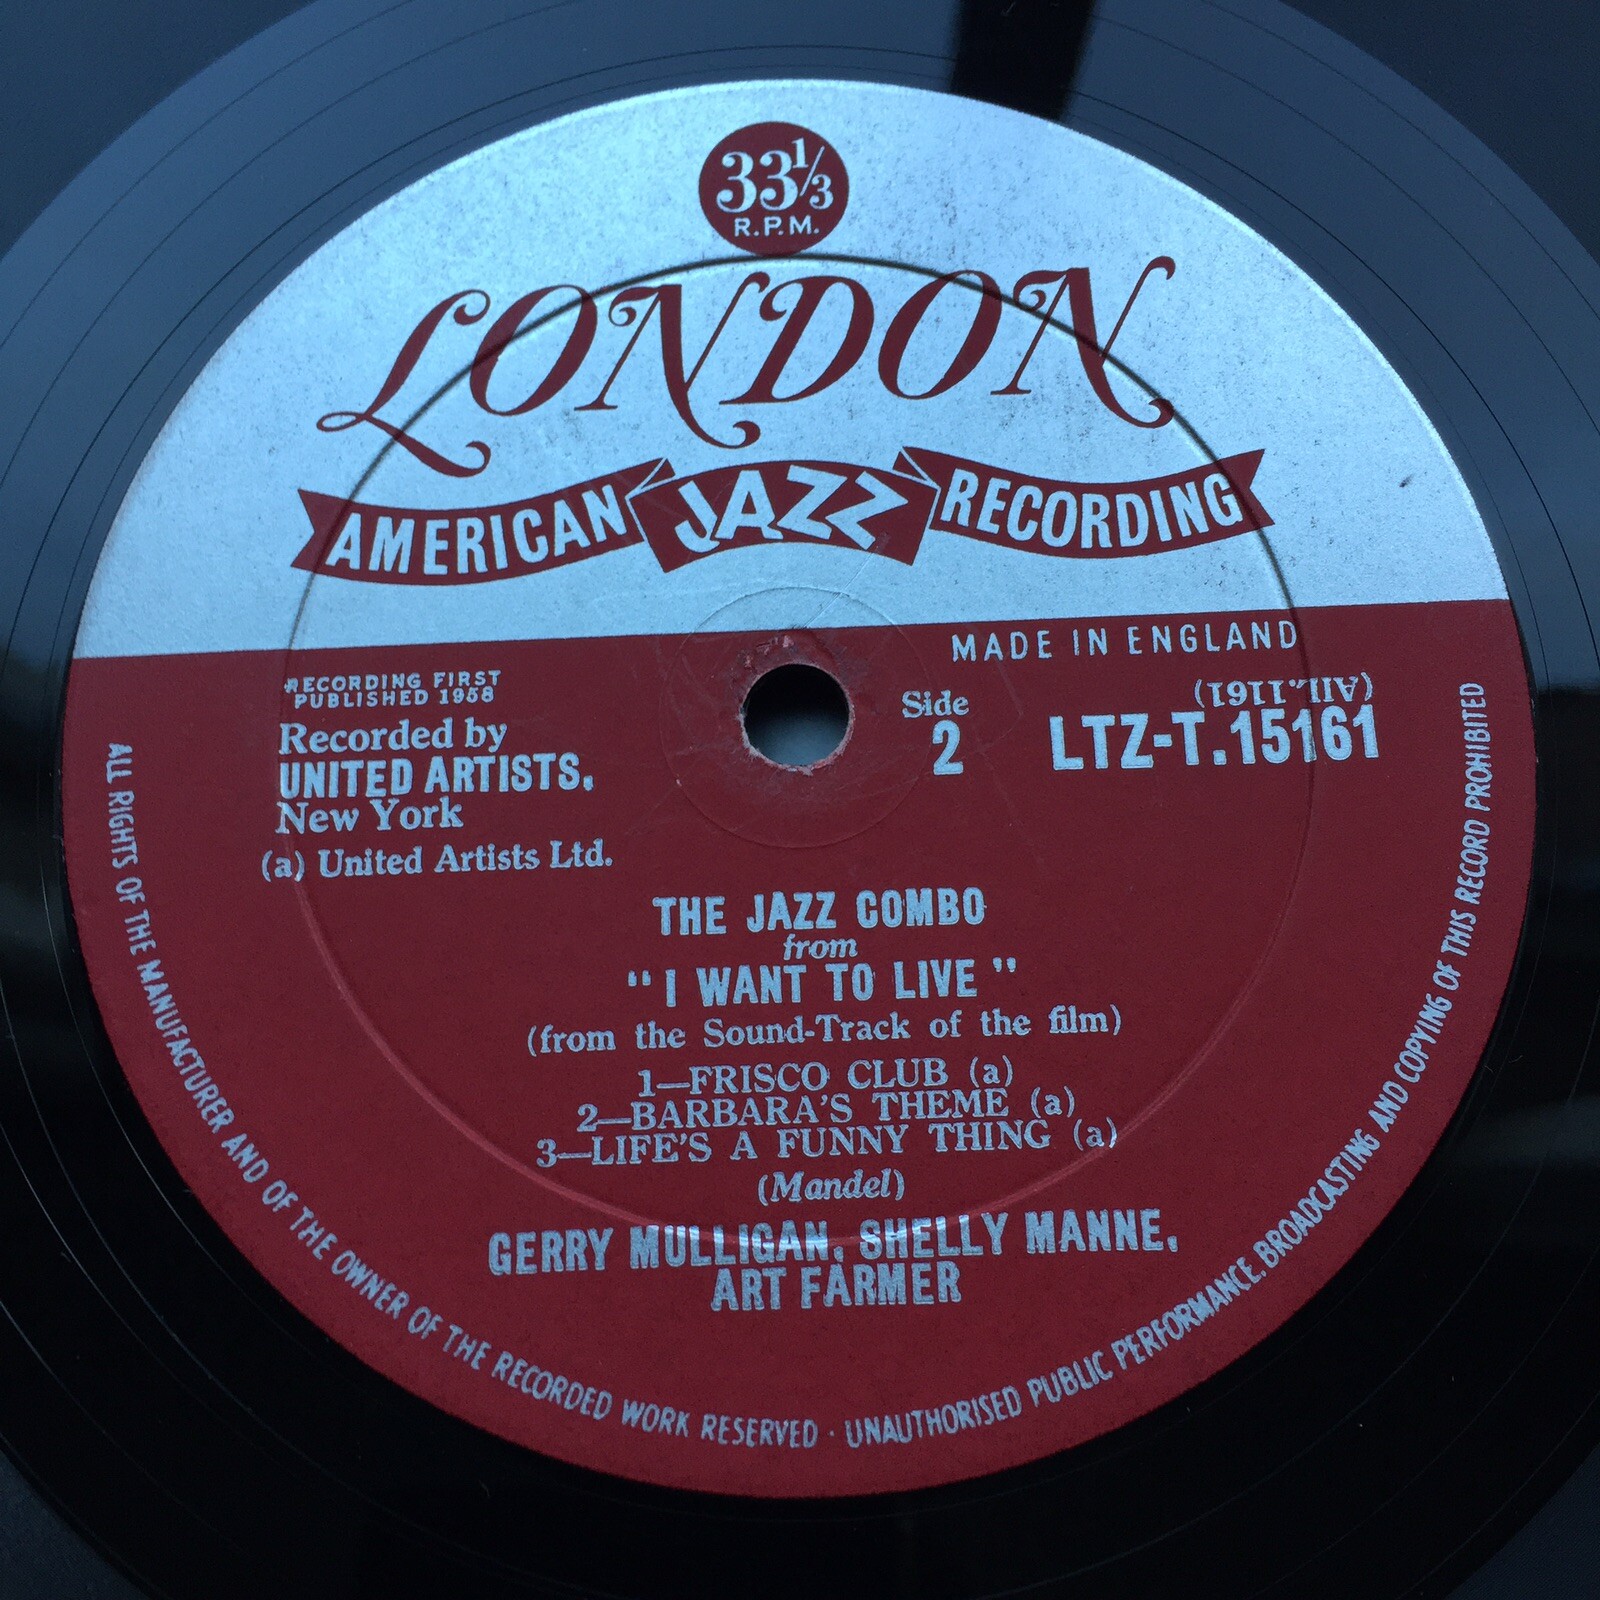 33 1/3
R.P.M.
LONDON
AMERICAN JAZZ RECORDING
MADE IN ENGLAND
RECORDING FIRST
PUBLISHED 1958
Recorded by
UNITED ARTISTS,
New York
(a) United Artists Ltd.
Side
2
(AII.1161)
LTZ-T.15161
THE JAZZ COMBO
from
"I WANT TO LIVE"
(from the Sound-Track of the film)
1—FRISCO CLUB (a)
2—BARBARA'S THEME (a)
3—LIFE'S A FUNNY THING (a)
(Mandel)
GERRY MULLIGAN, SHELLY MANNE,
ART FARMER
ALL RIGHTS OF THE MANUFACTURER AND OF THE OWNER OF THE RECORDED WORK RESERVED · UNAUTHORISED PUBLIC PERFORMANCE, BROADCASTING AND COPYING OF THIS RECORD PROHIBITED